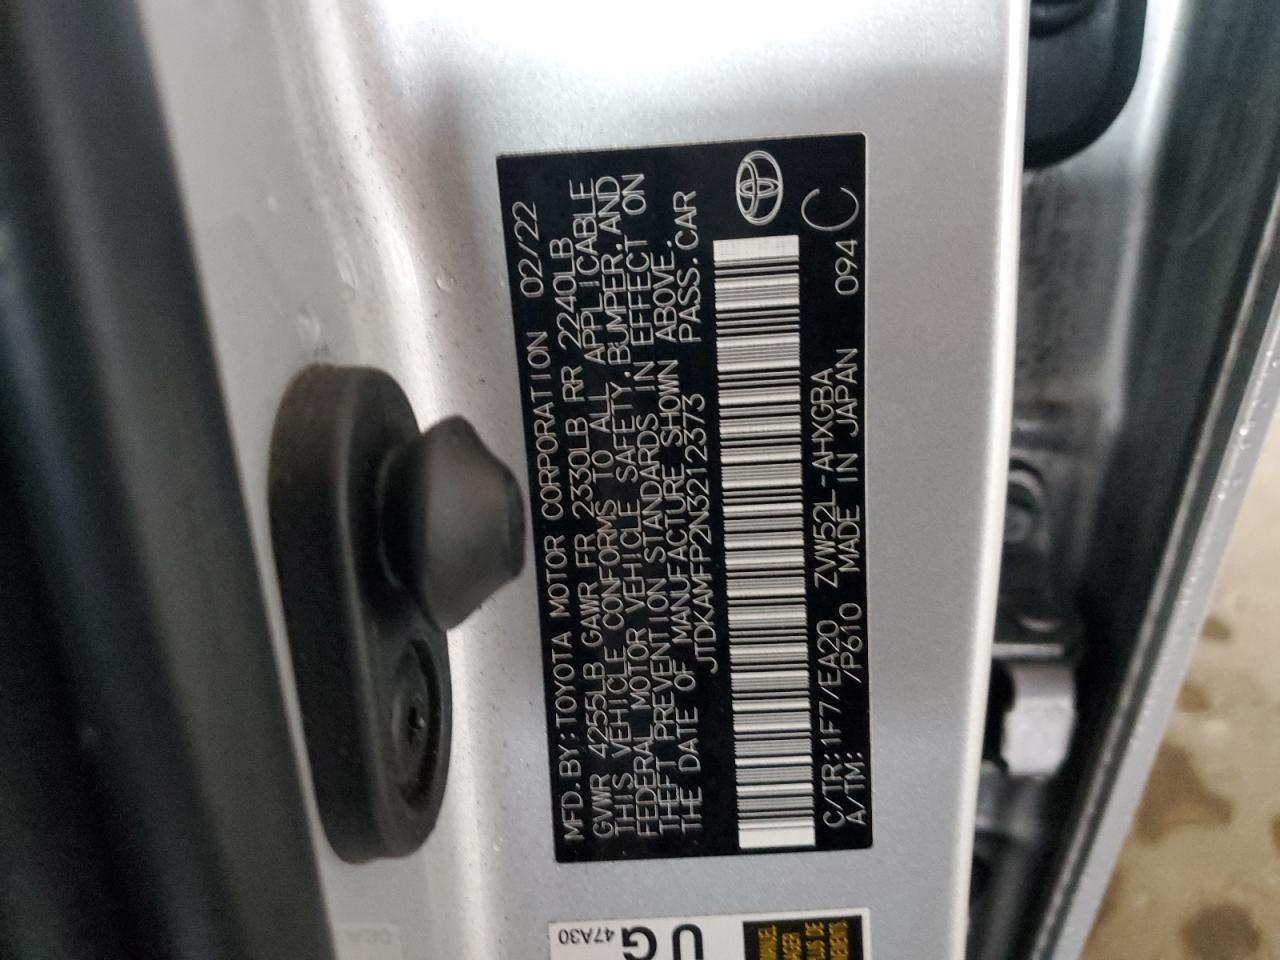 MFD. BY: TOYOTA MOTOR CORPORATION 02/22
GVWR 4255LB GAWR FR 2330LB RR 2240LB
THIS VEHICLE CONFORMS TO ALL APPLICABLE
FEDERAL MOTOR VEHICLE SAFETY, BUMPER, AND
THEFT PREVENTION STANDARDS IN EFFECT ON
THE DATE OF MANUFACTURE SHOWN ABOVE.
JTDKAMFP2N3212373 PASS. CAR
C/TR: 1F7/EA20 ZVW52L-AHXGBA 094 C
A/TM: /P610 MADE IN JAPAN
47A30
UG